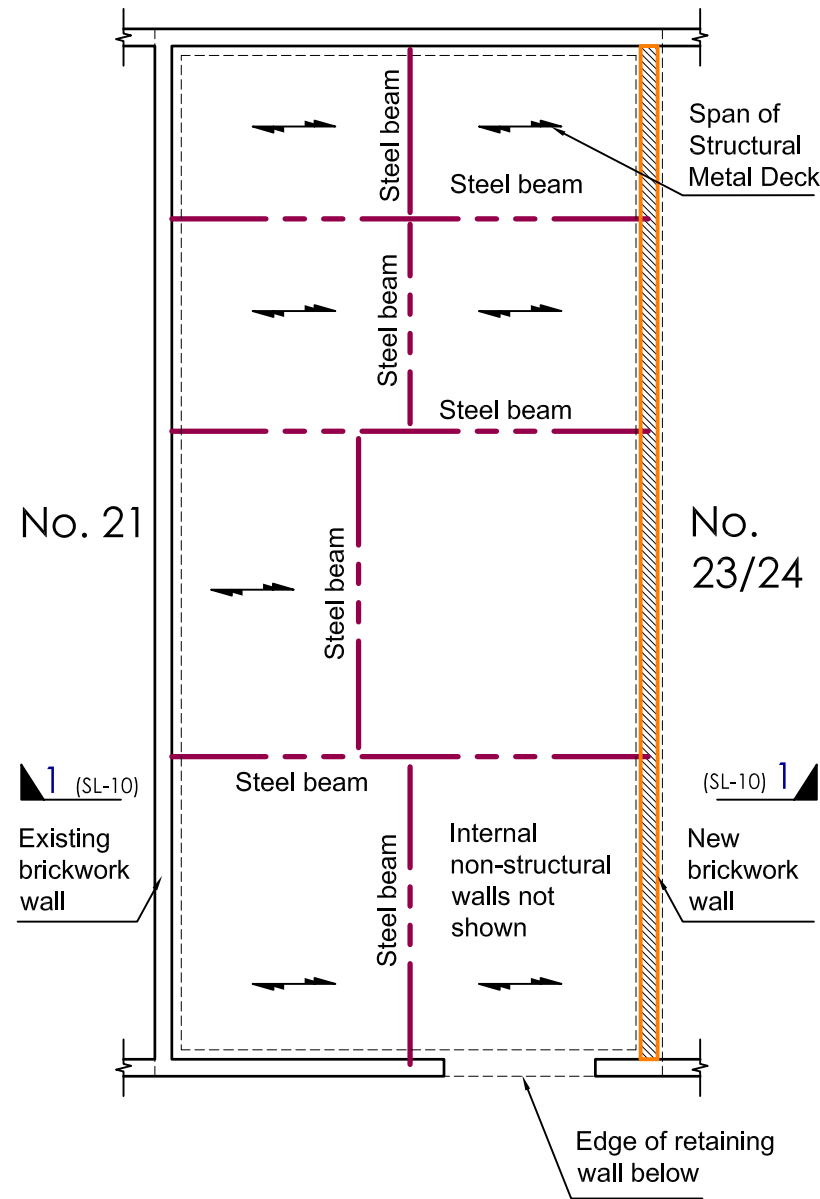 Steel beam
Span of
Structural
Metal Deck
Steel beam
Steel beam
Steel beam
No. 21
No.
23/24
Steel beam
1 (SL-10)
(SL-10) 1
Steel beam
Existing
brickwork
wall
Internal
non-structural
walls not
shown
New
brickwork
wall
Steel beam
Edge of retaining
wall below